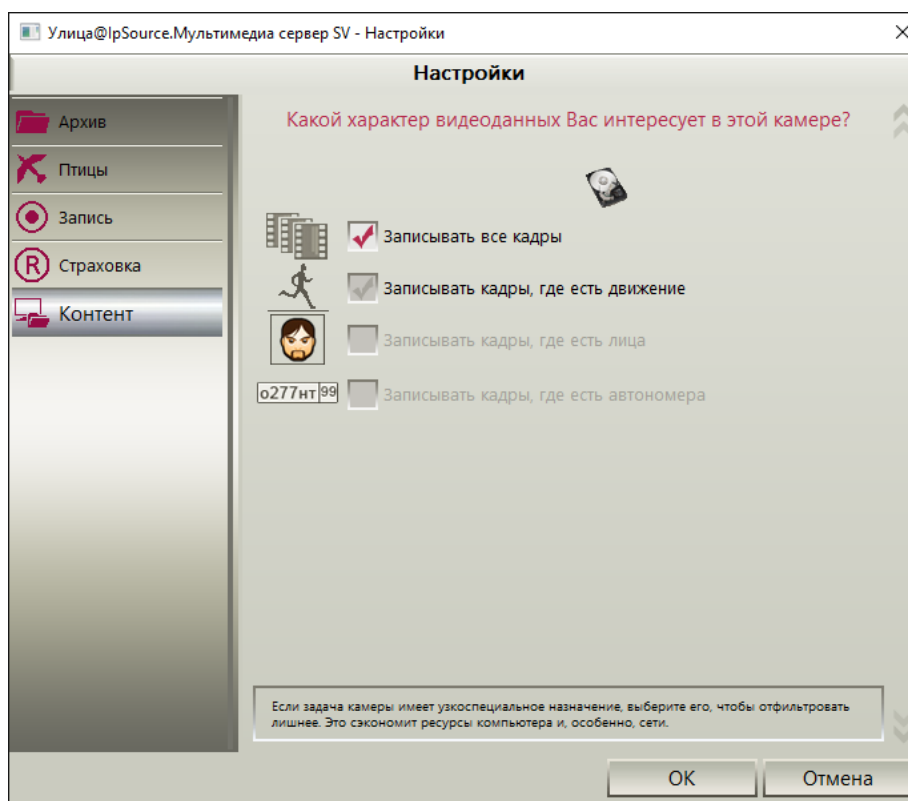 Улица@IpSource.Мультимедиа сервер SV - Настройки
Настройки
Архив
Птицы
Запись
R Страховка
Контент
Какой характер видеоданных Вас интересует в этой камере?
Записывать все кадры
Записывать кадры, где есть движение
Записывать кадры, где есть лица
о277нт 99 Записывать кадры, где есть автономера
Если задача камеры имеет узкоспециальное назначение, выберите его, чтобы отфильтровать
лишнее. Это сэкономит ресурсы компьютера и, особенно, сети.
ОК Отмена